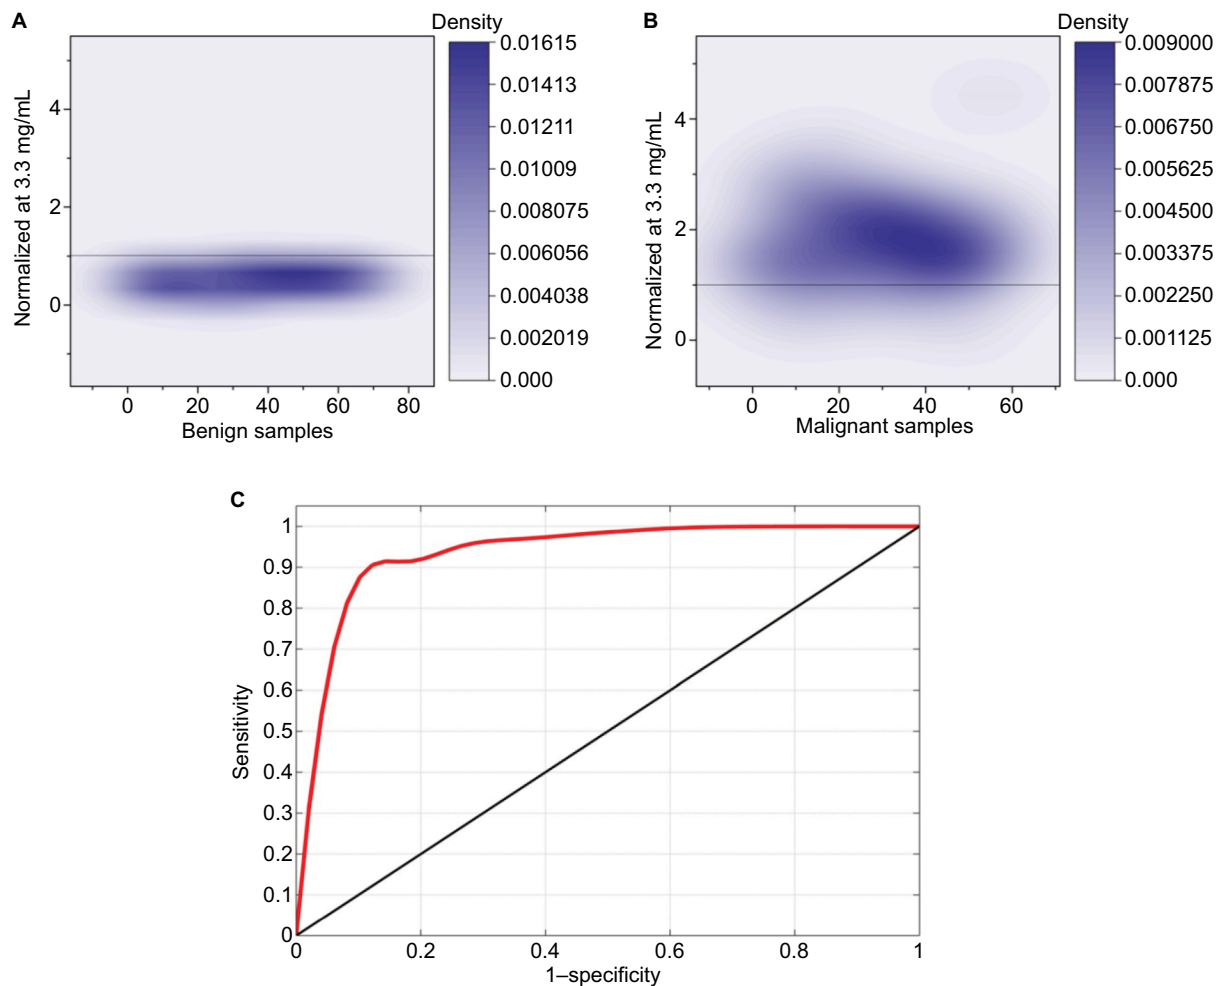 A
Density
0.01615
0.01413
0.01211
0.01009
0.008075
0.006056
0.004038
0.002019
0.000
Normalized at 3.3 mg/mL
4
2
0
0 20 40 60 80
Benign samples
B
Density
0.009000
0.007875
0.006750
0.005625
0.004500
0.003375
0.002250
0.001125
0.000
Normalized at 3.3 mg/mL
4
2
0
0 20 40 60
Malignant samples
C
Sensitivity
1
0.9
0.8
0.7
0.6
0.5
0.4
0.3
0.2
0.1
0
0 0.2 0.4 0.6 0.8 1
1–specificity